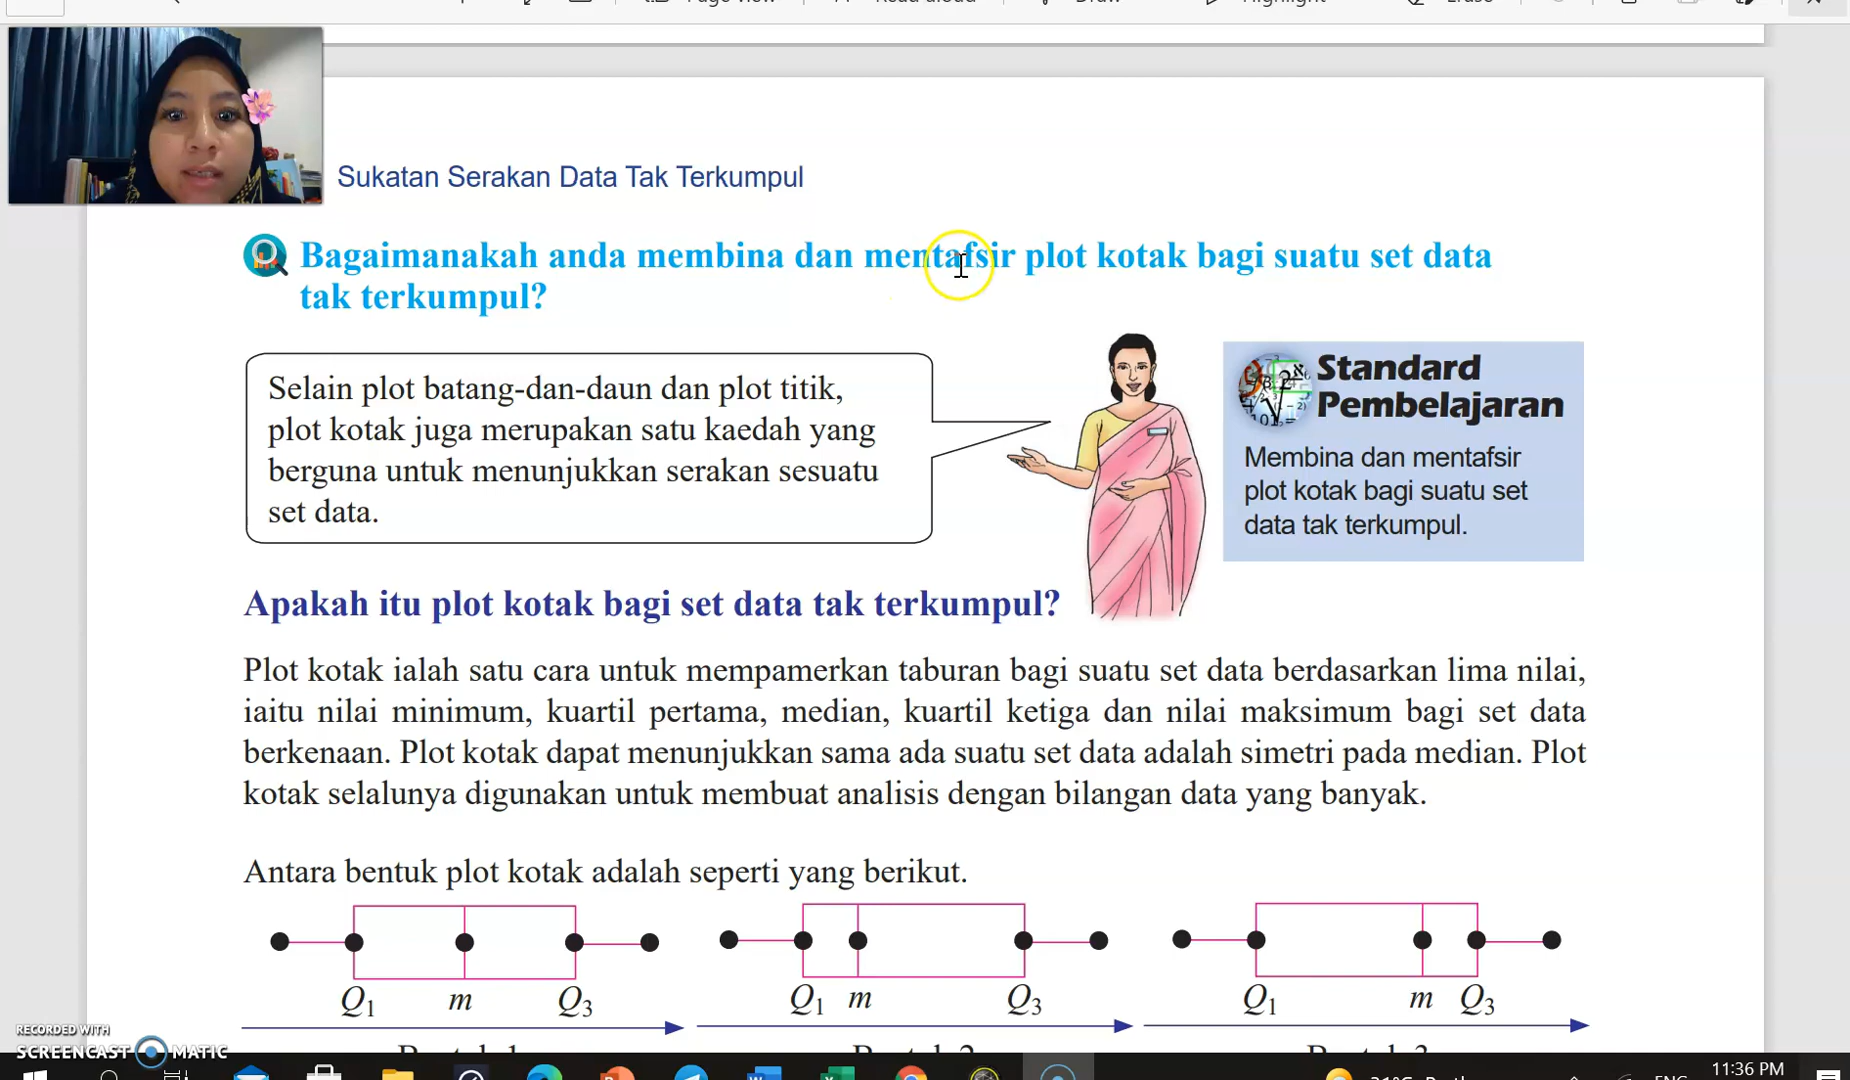 Page view
Read aloud
Draw
Highlight
Erase
Sukatan Serakan Data Tak Terkumpul
Bagaimanakah anda membina dan mentafsir plot kotak bagi suatu set data
tak terkumpul?
Selain plot batang-dan-daun dan plot titik,
plot kotak juga merupakan satu kaedah yang
berguna untuk menunjukkan serakan sesuatu
set data.
Standard
Pembelajaran
Membina dan mentafsir
plot kotak bagi suatu set
data tak terkumpul.
Apakah itu plot kotak bagi set data tak terkumpul?
Plot kotak ialah satu cara untuk mempamerkan taburan bagi suatu set data berdasarkan lima nilai,
iaitu nilai minimum, kuartil pertama, median, kuartil ketiga dan nilai maksimum bagi set data
berkenaan. Plot kotak dapat menunjukkan sama ada suatu set data adalah simetri pada median. Plot
kotak selalunya digunakan untuk membuat analisis dengan bilangan data yang banyak.
Antara bentuk plot kotak adalah seperti yang berikut.
Q1 m Q3
Q1 m Q3
Q1 m Q3
RECORDED WITH
SCREENCAST MATIC
11:36 PM